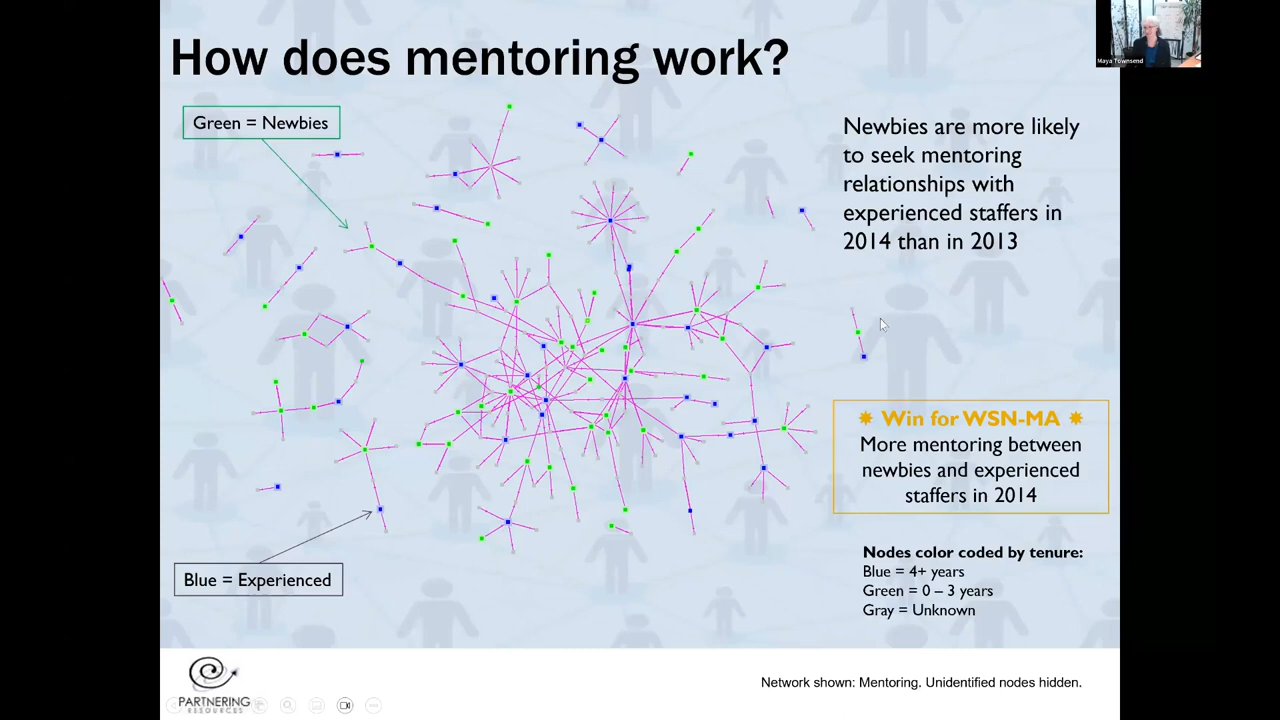 How does mentoring work?
Maya Townsend
Green = Newbies
Newbies are more likely
to seek mentoring
relationships with
experienced staffers in
2014 than in 2013
✸ Win for WSN-MA ✸
More mentoring between
newbies and experienced
staffers in 2014
Nodes color coded by tenure:
Blue = 4+ years
Green = 0 – 3 years
Gray = Unknown
Blue = Experienced
PARTNERING
RESOURCES
Network shown: Mentoring. Unidentified nodes hidden.